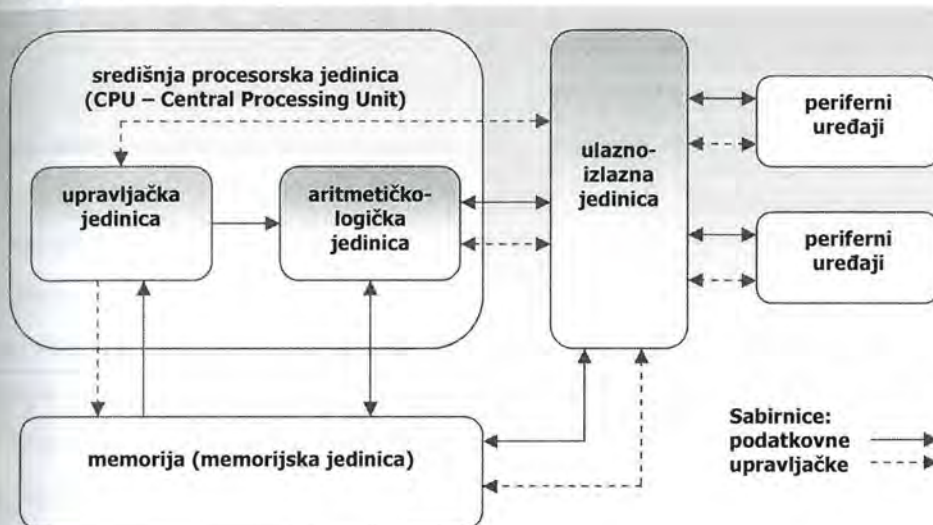 središnja procesorska jedinica
(CPU – Central Processing Unit)
upravljačka
jedinica
aritmetičko-
logička
jedinica
ulazno-
izlazna
jedinica
periferni
uređaji
periferni
uređaji
memorija (memorijska jedinica)
Sabirnice:
podatkovne
upravljačke